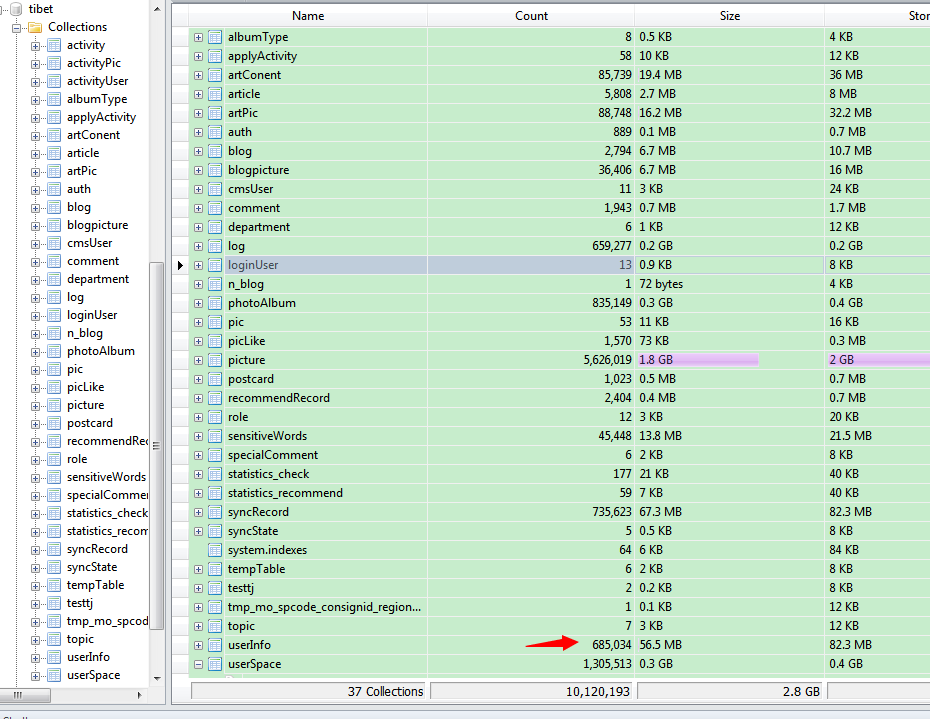 tibet
Collections
activity
activityPic
activityUser
albumType
applyActivity
artConent
article
artPic
auth
blog
blogpicture
cmsUser
comment
department
log
loginUser
n_blog
photoAlbum
pic
picLike
picture
postcard
recommendRec
role
sensitiveWords
specialCommer
statistics_check
statistics_recom
syncRecord
syncState
tempTable
testtj
tmp_mo_spcod
topic
userInfo
userSpace
Name Count Size Stor
albumType 8 0.5 KB 4 KB
applyActivity 58 10 KB 12 KB
artConent 85,739 19.4 MB 36 MB
article 5,808 2.7 MB 8 MB
artPic 88,748 16.2 MB 32.2 MB
auth 889 0.1 MB 0.7 MB
blog 2,794 6.7 MB 10.7 MB
blogpicture 36,406 6.7 MB 16 MB
cmsUser 11 3 KB 24 KB
comment 1,943 0.7 MB 1.7 MB
department 6 1 KB 12 KB
log 659,277 0.2 GB 0.2 GB
loginUser 13 0.9 KB 8 KB
n_blog 1 72 bytes 4 KB
photoAlbum 835,149 0.3 GB 0.4 GB
pic 53 11 KB 16 KB
picLike 1,570 73 KB 0.3 MB
picture 5,626,019 1.8 GB 2 GB
postcard 1,023 0.5 MB 0.7 MB
recommendRecord 2,404 0.4 MB 0.7 MB
role 12 3 KB 20 KB
sensitiveWords 45,448 13.8 MB 21.5 MB
specialComment 6 2 KB 8 KB
statistics_check 177 21 KB 40 KB
statistics_recommend 59 7 KB 40 KB
syncRecord 735,623 67.3 MB 82.3 MB
syncState 5 0.5 KB 8 KB
system.indexes 64 6 KB 84 KB
tempTable 6 2 KB 8 KB
testtj 2 0.2 KB 8 KB
tmp_mo_spcode_consignid_region... 1 0.1 KB 12 KB
topic 7 3 KB 12 KB
userInfo 685,034 56.5 MB 82.3 MB
userSpace 1,305,513 0.3 GB 0.4 GB
37 Collections 10,120,193 2.8 GB